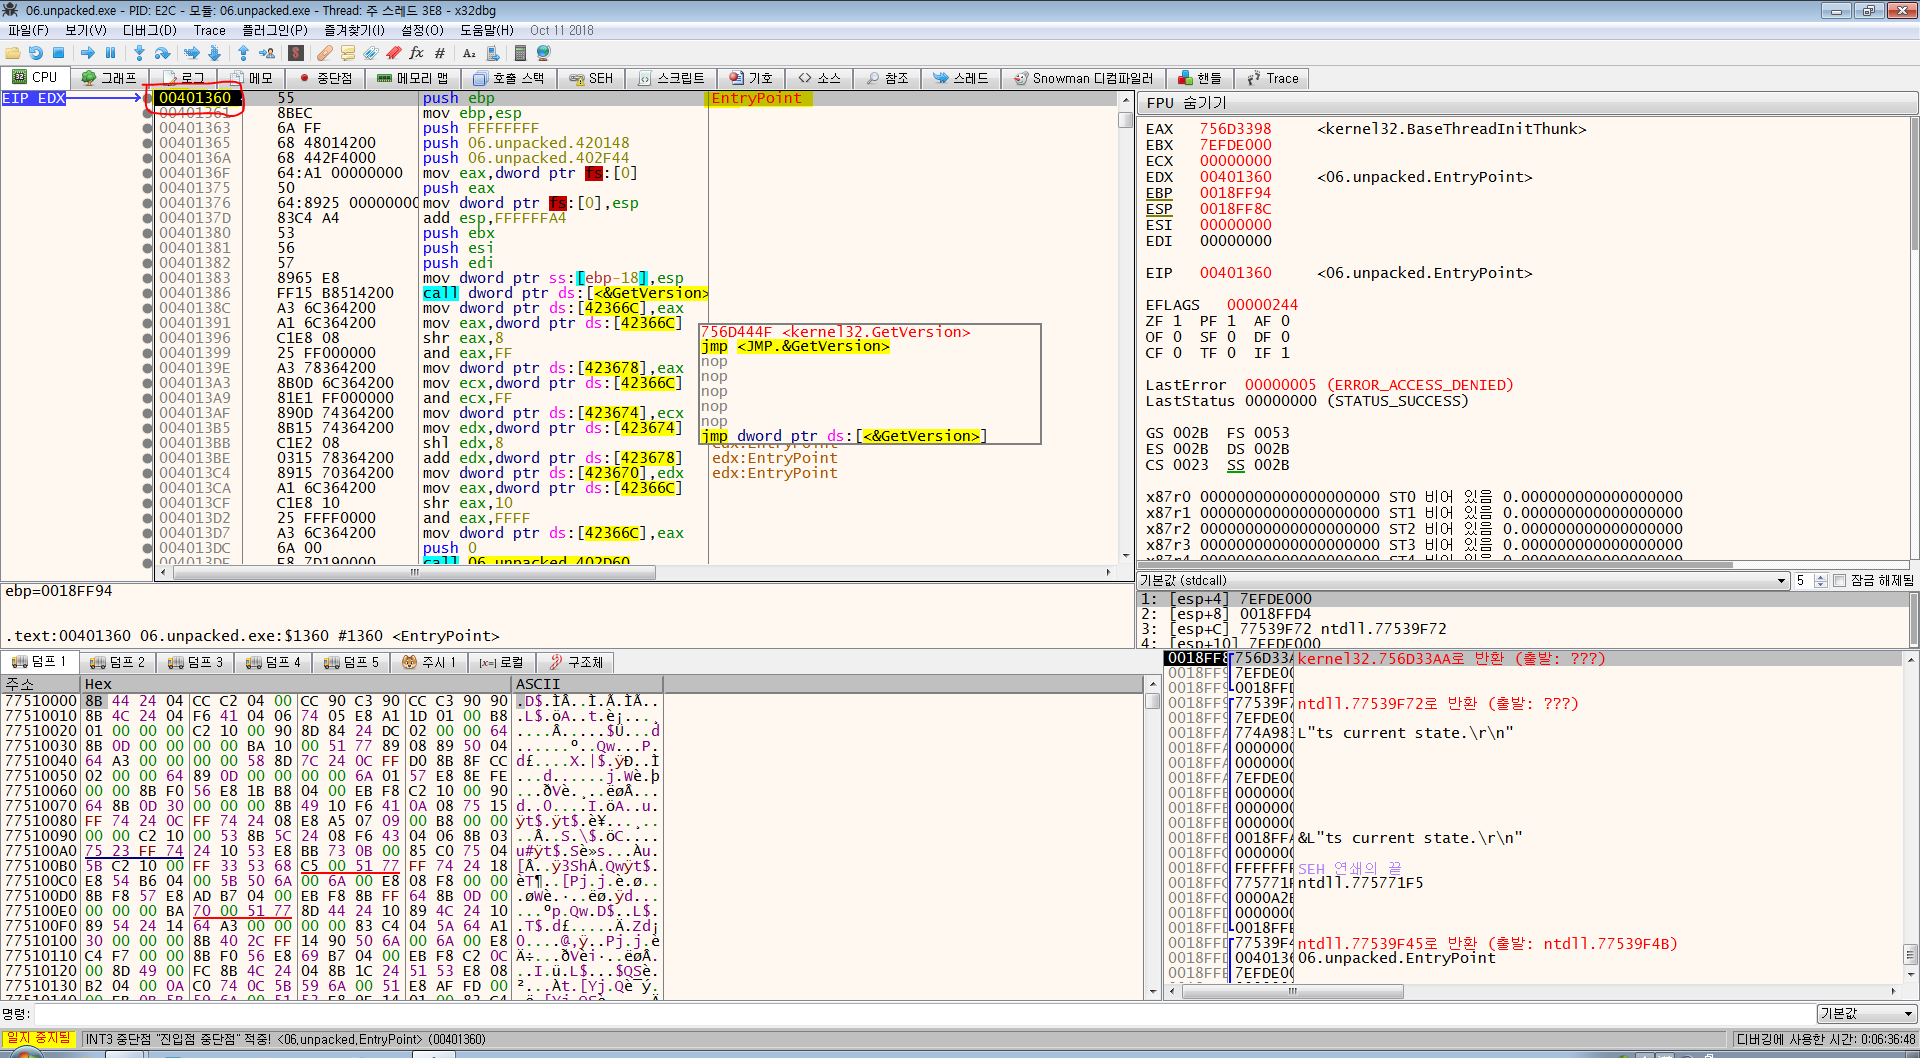 06.unpacked.exe - PID: E2C - 모듈: 06.unpacked.exe - Thread: 주 스레드 3E8 - x32dbg
파일(F) 보기(V) 디버그(D) Trace 플러그인(P) 즐겨찾기(I) 설정(O) 도움말(H) Oct 11 2018
CPU 그래프 로그 메모 중단점 메모리 맵 호출 스택 SEH 스크립트 기호 소스 참조 스레드 Snowman 디컴파일러 핸들 Trace
EIP EDX 00401360 55 push ebp EntryPoint
00401361 8BEC mov ebp,esp
00401363 6A FF push FFFFFFFF
00401365 68 48014200 push 06.unpacked.420148
0040136A 68 442F4000 push 06.unpacked.402F44
0040136F 64:A1 00000000 mov eax,dword ptr fs:[0]
00401375 50 push eax
00401376 64:8925 00000000 mov dword ptr fs:[0],esp
0040137D 83C4 A4 add esp,FFFFFFA4
00401380 53 push ebx
00401381 56 push esi
00401382 57 push edi
00401383 8965 E8 mov dword ptr ss:[ebp-18],esp
00401386 FF15 B8514200 call dword ptr ds:[<&GetVersion>
0040138C A3 6C364200 mov dword ptr ds:[42366C],eax
00401391 A1 6C364200 mov eax,dword ptr ds:[42366C]
00401396 C1E8 08 shr eax,8
00401399 25 FF000000 and eax,FF
0040139E A3 78364200 mov dword ptr ds:[423678],eax
004013A3 8B0D 6C364200 mov ecx,dword ptr ds:[42366C]
004013A9 81E1 FF000000 and ecx,FF
004013AF 890D 74364200 mov dword ptr ds:[423674],ecx
004013B5 8B15 74364200 mov edx,dword ptr ds:[423674]
004013BB C1E2 08 shl edx,8 edx:EntryPoint
004013BE 0315 78364200 add edx,dword ptr ds:[423678] edx:EntryPoint
004013C4 8915 70364200 mov dword ptr ds:[423670],edx edx:EntryPoint
004013CA A1 6C364200 mov eax,dword ptr ds:[42366C]
004013CF C1E8 10 shr eax,10
004013D2 25 FFFF0000 and eax,FFFF
004013D7 A3 6C364200 mov dword ptr ds:[42366C],eax
004013DC 6A 00 push 0
004013DE E8 7D190000 call 06.unpacked.402D60
756D444F <kernel32.GetVersion>
jmp <JMP.&GetVersion>
nop
nop
nop
nop
nop
jmp dword ptr ds:[<&GetVersion>]
FPU 숨기기
EAX 756D3398 <kernel32.BaseThreadInitThunk>
EBX 7EFDE000
ECX 00000000
EDX 00401360 <06.unpacked.EntryPoint>
EBP 0018FF94
ESP 0018FF8C
ESI 00000000
EDI 00000000
EIP 00401360 <06.unpacked.EntryPoint>
EFLAGS 00000244
ZF 1 PF 1 AF 0
OF 0 SF 0 DF 0
CF 0 TF 0 IF 1
LastError 00000005 (ERROR_ACCESS_DENIED)
LastStatus 00000000 (STATUS_SUCCESS)
GS 002B FS 0053
ES 002B DS 002B
CS 0023 SS 002B
x87r0 00000000000000000000 ST0 비어 있음 0.000000000000000000
x87r1 00000000000000000000 ST1 비어 있음 0.000000000000000000
x87r2 00000000000000000000 ST2 비어 있음 0.000000000000000000
x87r3 00000000000000000000 ST3 비어 있음 0.000000000000000000
기본값 (stdcall) 5 잠금 해제됨
1: [esp+4] 7EFDE000
2: [esp+8] 0018FFD4
3: [esp+C] 77539F72 ntdll.77539F72
4: [esp+10] 7EFDE000
ebp=0018FF94
.text:00401360 06.unpacked.exe:$1360 #1360 <EntryPoint>
덤프 1 덤프 2 덤프 3 덤프 4 덤프 5 주시 1 [x=] 로컬 구조체
주소 Hex ASCII
77510000 8B 44 24 04 CC C2 04 00 CC 90 C3 90 CC C3 90 90
77510010 8B 4C 24 04 F6 41 04 06 74 05 E8 A1 1D 01 00 B8
77510020 01 00 00 00 C2 10 00 90 8D 84 24 DC 02 00 00 64
77510030 8B 0D 00 00 00 00 BA 10 00 51 77 89 08 89 50 04
77510040 64 A3 00 00 00 00 58 8D 7C 24 0C FF D0 8B 8F CC
77510050 02 00 00 64 89 0D 00 00 00 00 6A 01 57 E8 8E FE
77510060 00 00 8B F0 56 E8 1B B8 04 00 EB F8 C2 10 00 90
77510070 64 8B 0D 30 00 00 00 8B 49 10 F6 41 0A 08 75 15
77510080 FF 74 24 0C FF 74 24 08 E8 A5 07 09 00 B8 00 00
77510090 00 00 C2 10 00 53 8B 5C 24 08 F6 43 04 06 8B 03
775100A0 75 23 FF 74 24 10 53 E8 BB 73 0B 00 85 C0 75 04
775100B0 5B C2 10 00 FF 33 53 68 C5 00 51 77 FF 74 24 18
775100C0 E8 54 B6 04 00 5B 50 6A 00 6A 00 E8 08 F8 00 00
775100D0 8B F8 57 E8 AD B7 04 00 EB F8 8B FF 64 8B 0D 00
775100E0 00 00 00 BA 70 00 51 77 8D 44 24 10 89 4C 24 10
775100F0 89 54 24 14 64 A3 00 00 00 00 83 C4 04 5A 64 A1
77510100 30 00 00 00 8B 40 2C FF 14 90 50 6A 00 6A 00 E8
77510110 C4 F7 00 00 8B F0 56 E8 69 B7 04 00 EB F8 C2 0C
77510120 00 8D 49 00 FC 8B 4C 24 04 8B 1C 24 51 53 E8 08
77510130 B2 04 00 0A C0 74 0C 5B 59 6A 00 51 E8 AF FD 00
0018FF8 756D33A kernel32.756D33AA로 반환 (출발: ???)
0018FF9 7EFDE00
0018FF9 0018FFD
0018FF9 77539F7 ntdll.77539F72로 반환 (출발: ???)
0018FF9 7EFDE00
0018FFA 774A983 L"ts current state.\r\n"
0018FFA 0000000
0018FFA 0000000
0018FFA 7EFDE00
0018FFB 0000000
0018FFB 0000000
0018FFB 0000000
0018FFB 0018FFA &L"ts current state.\r\n"
0018FFC 0000000
0018FFC FFFFFFF SEH 연쇄의 끝
0018FFC 775771F ntdll.775771F5
0018FFC 0000A2B
0018FFD 0000000
0018FFD 0018FFE
0018FFD 77539F4 ntdll.77539F45로 반환 (출발: ntdll.77539F4B)
0018FFD 0040136 06.unpacked.EntryPoint
0018FFE 7EFDE00
명령: 기본값
일시 중지됨 INT3 중단점 "진입점 중단점" 적중! <06.unpacked.EntryPoint> (00401360) 디버깅에 사용한 시간: 0:06:36:48